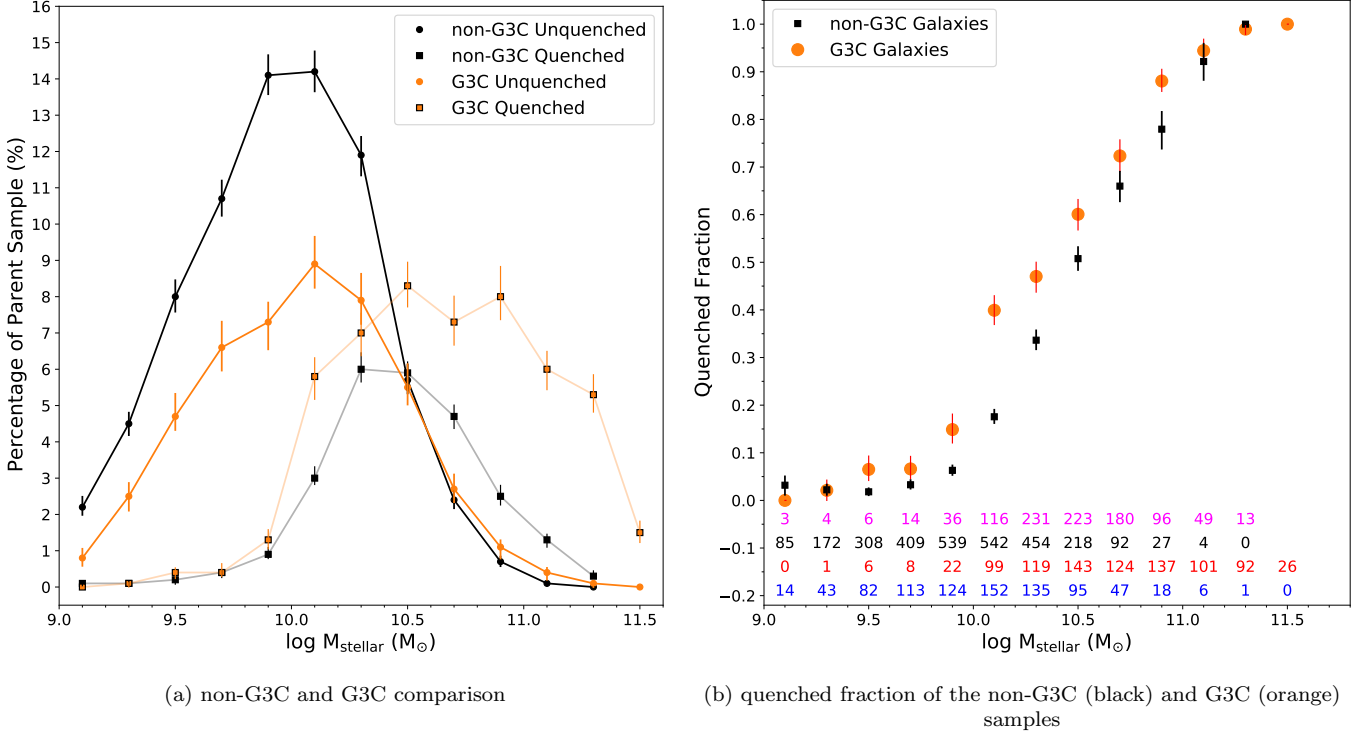 16
15
14
13
12
11
10
9
8
7
6
5
4
3
2
1
0
Percentage of Parent Sample (%)
non-G3C Unquenched
non-G3C Quenched
G3C Unquenched
G3C Quenched
9.0 9.5 10.0 10.5 11.0 11.5
log M_stellar (M_⊙)
(a) non-G3C and G3C comparison
1.0
0.9
0.8
0.7
0.6
0.5
0.4
0.3
0.2
0.1
0.0
−0.1
−0.2
Quenched Fraction
non-G3C Galaxies
G3C Galaxies
3 4 6 14 36 116 231 223 180 96 49 13
85 172 308 409 539 542 454 218 92 27 4 0
0 1 6 8 22 99 119 143 124 137 101 92 26
14 43 82 113 124 152 135 95 47 18 6 1 0
9.0 9.5 10.0 10.5 11.0 11.5
log M_stellar (M_⊙)
(b) quenched fraction of the non-G3C (black) and G3C (orange)
samples